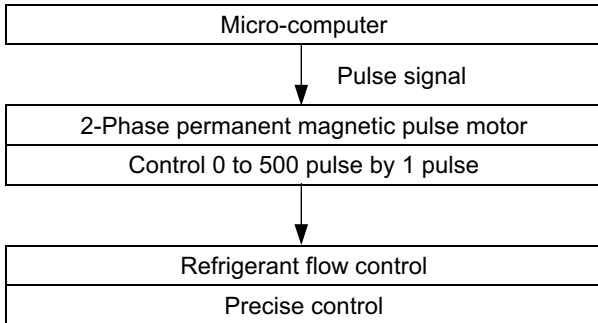 Micro-computer
Pulse signal
2-Phase permanent magnetic pulse motor
Control 0 to 500 pulse by 1 pulse
Refrigerant flow control
Precise control